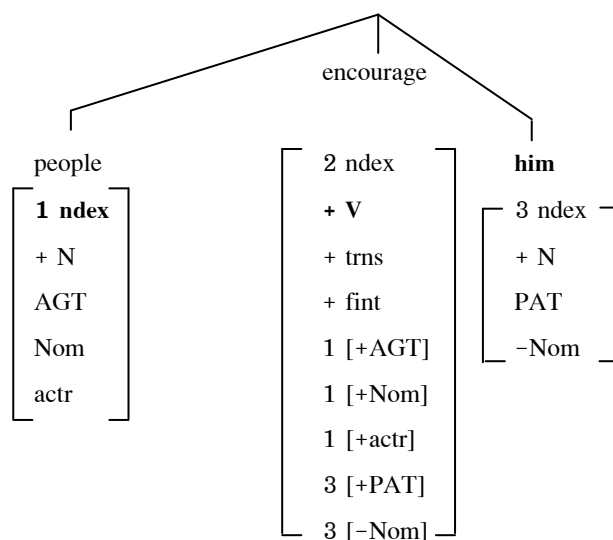 encourage
people
1 ndex
+ N
AGT
Nom
actr
2 ndex
+ V
+ trns
+ fint
1 [+AGT]
1 [+Nom]
1 [+actr]
3 [+PAT]
3 [−Nom]
him
3 ndex
+ N
PAT
−Nom